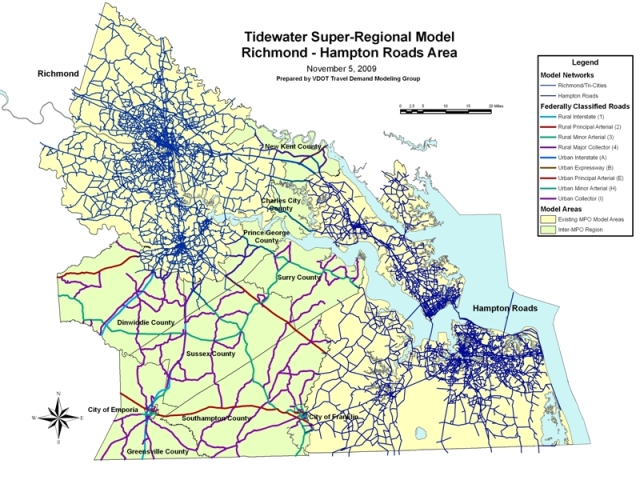 Tidewater Super-Regional Model
Richmond - Hampton Roads Area
November 5, 2009
Prepared by VDOT Travel Demand Modeling Group
Richmond
New Kent County
Charles City
County
Prince George
County
Surry County
Dinwiddie County
Sussex County
Hampton Roads
City of Emporia
Southampton County
City of Franklin
Greensville County
N
W
E
S
20 Miles
Legend
Model Networks
Richmond/Tri-Cities
Hampton Roads
Federally Classified Roads
Rural Interstate (1)
Rural Principal Arterial (2)
Rural Minor Arterial (3)
Rural Major Collector (4)
Urban Interstate (A)
Urban Expressway (B)
Urban Principal Arterial (E)
Urban Minor Arterial (H)
Urban Collector (I)
Model Areas
Existing MPO Model Areas
Inter-MPO Region